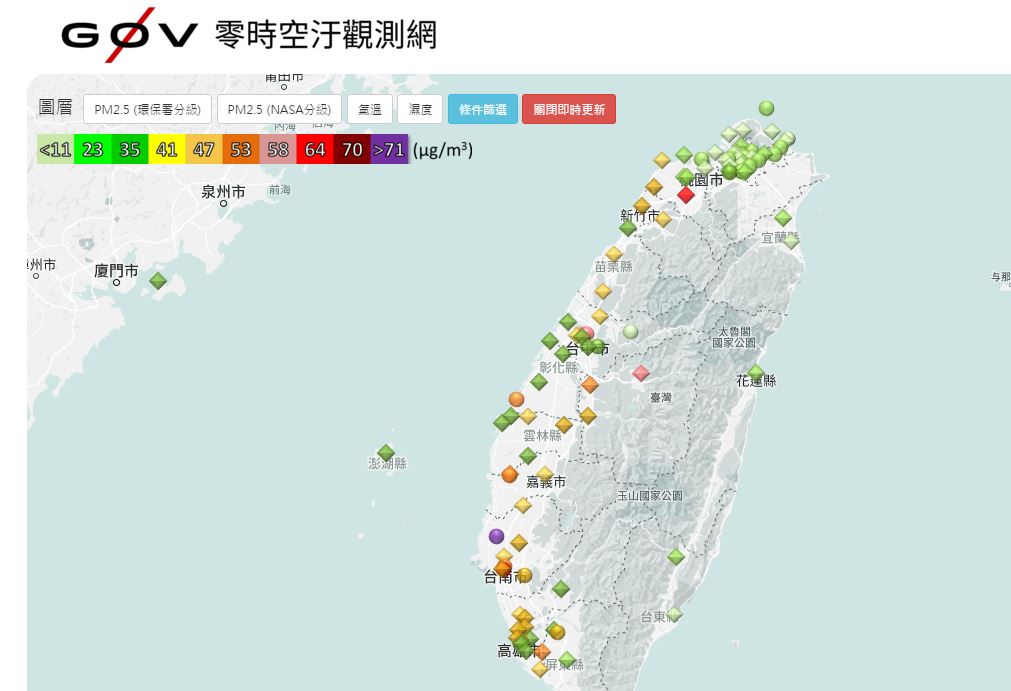 GØV 零時空汙觀測網
莆田市
圖層 PM2.5 (環保署分級) PM2.5 (NASA分級) 氣溫 濕度 條件篩選 關閉即時更新
<11 23 35 41 47 53 58 64 70 >71 (μg/m³)
泉州市
前海
桃園市
新竹市
宜蘭縣
廈門市
州市
苗栗縣
與那
太魯閣
國家公園
台中市
彰化縣
花蓮縣
臺灣
雲林縣
澎湖縣
嘉義市
玉山國家公園
台南市
台東縣
高雄市
屏東縣